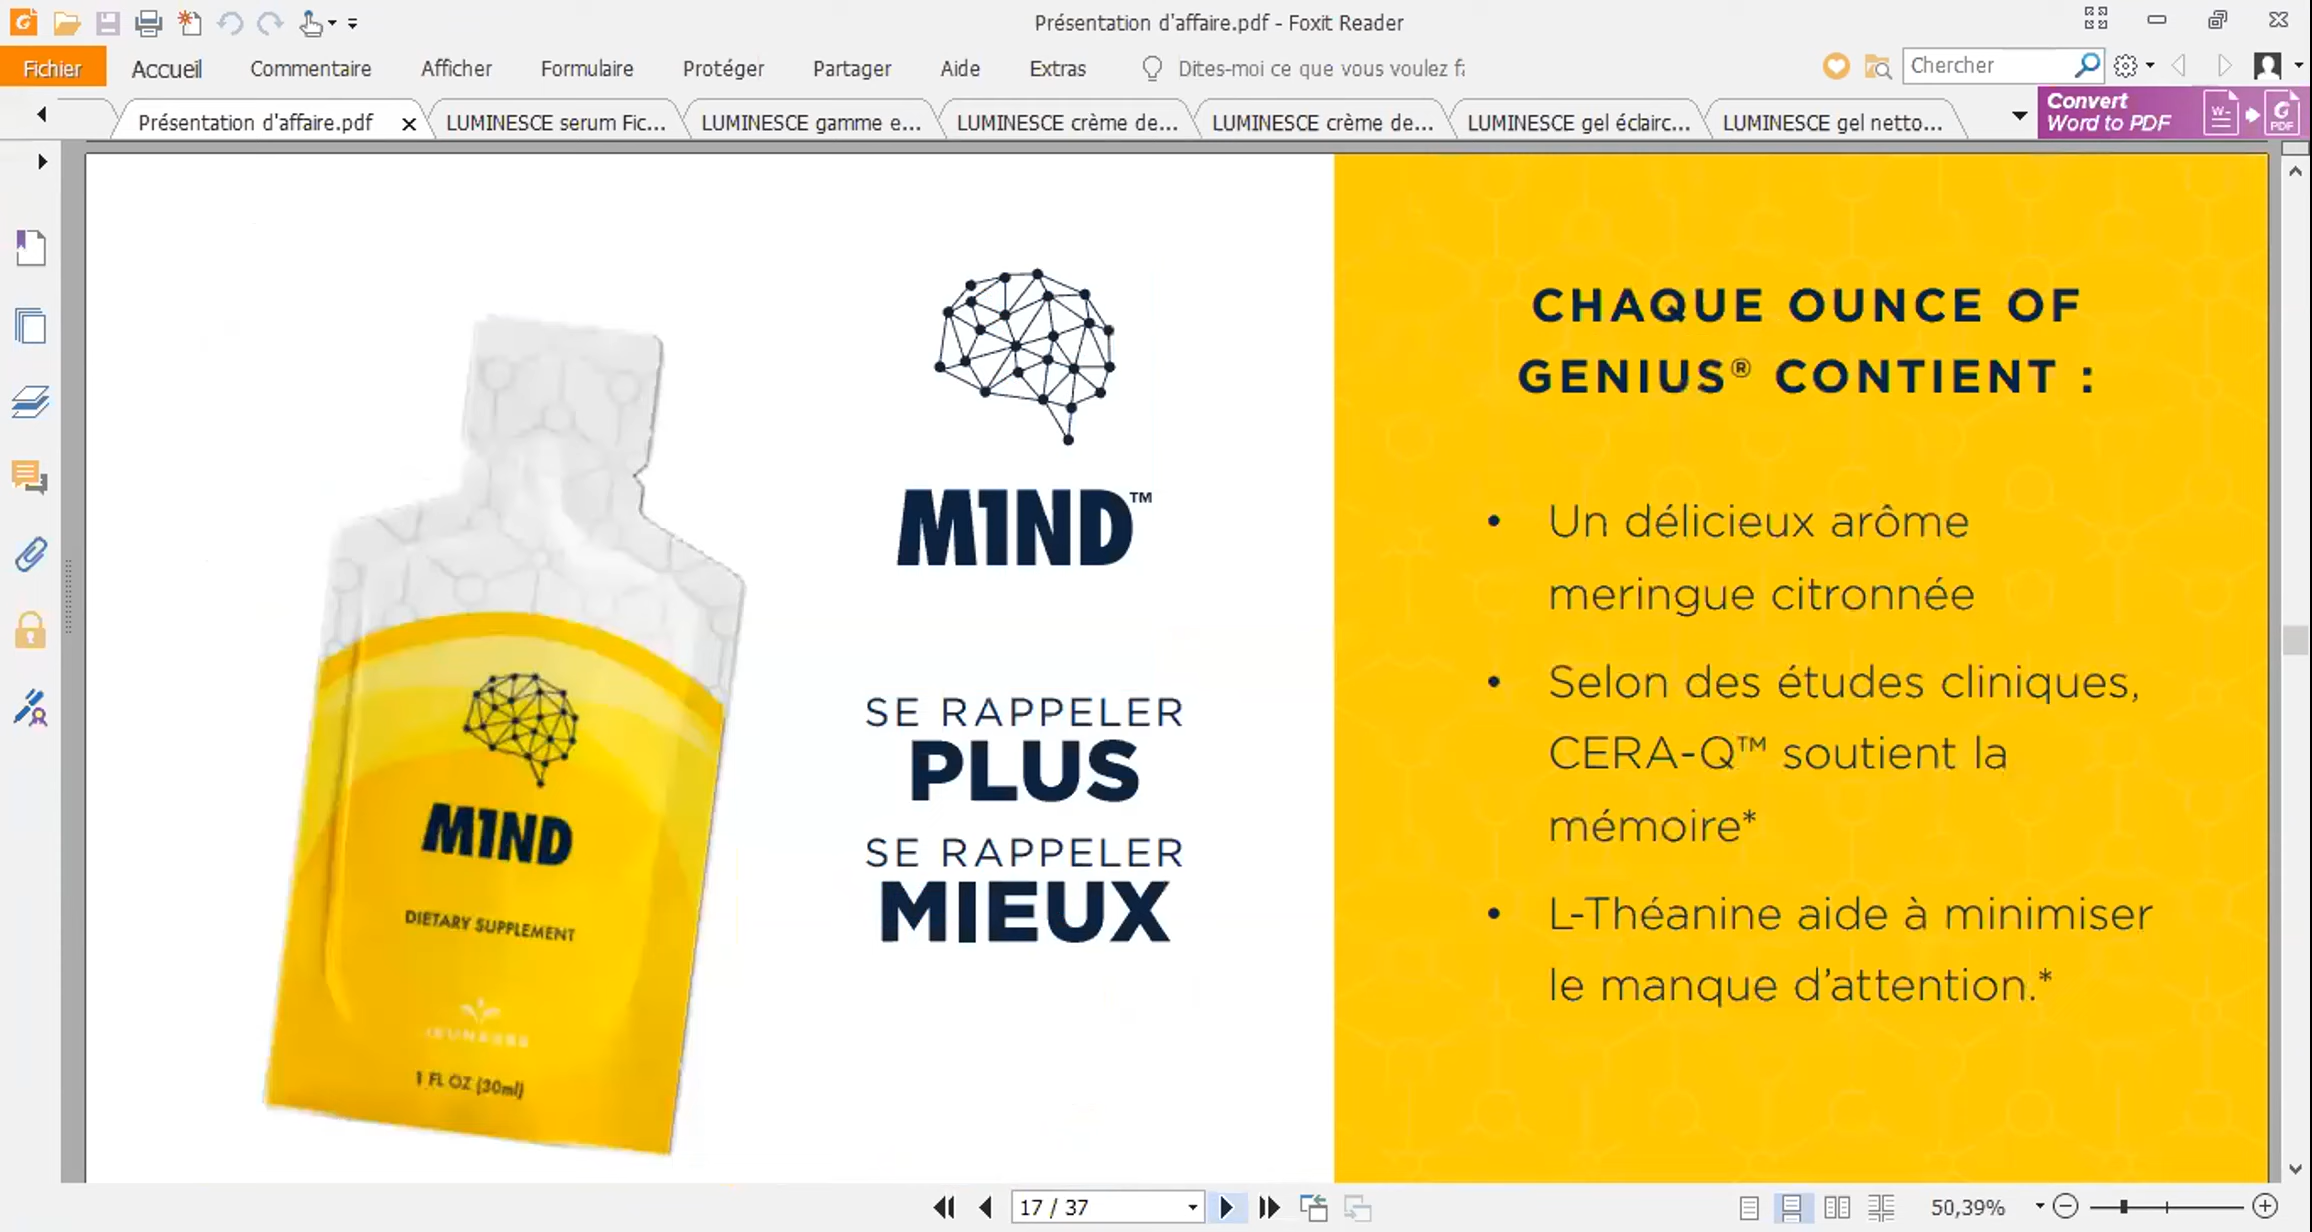 Présentation d'affaire.pdf - Foxit Reader
Fichier Accueil Commentaire Afficher Formulaire Protéger Partager Aide Extras Dites-moi ce que vous voulez fa Chercher
Présentation d'affaire.pdf LUMINESCE serum Fic... LUMINESCE gamme e... LUMINESCE crème de... LUMINESCE crème de... LUMINESCE gel éclairc... LUMINESCE gel netto...
Convert
Word to PDF
M1ND
DIETARY SUPPLEMENT
JEUNESSE
1 FL OZ (30ml)
M1ND™
SE RAPPELER
PLUS
SE RAPPELER
MIEUX
CHAQUE OUNCE OF
GENIUS® CONTIENT :
• Un délicieux arôme
meringue citronnée
• Selon des études cliniques,
CERA-Q™ soutient la
mémoire*
• L-Théanine aide à minimiser
le manque d'attention.*
17 / 37
50,39%